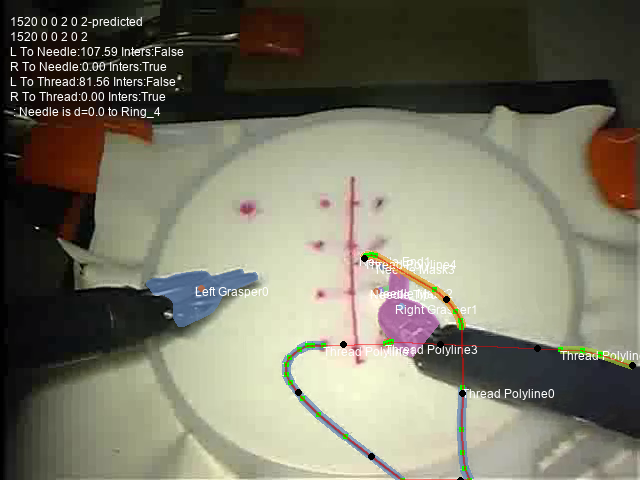 1520 0 0 2 0 2-predicted
1520 0 0 2 0 2
L To Needle:107.59 Inters:False
R To Needle:0.00 Inters:True
L To Thread:81.56 Inters:False
R To Thread:0.00 Inters:True
: Needle is d=0.0 to Ring_4
Left Grasper0
Right Grasper1
Thread Polyline3
Thread Polyline0